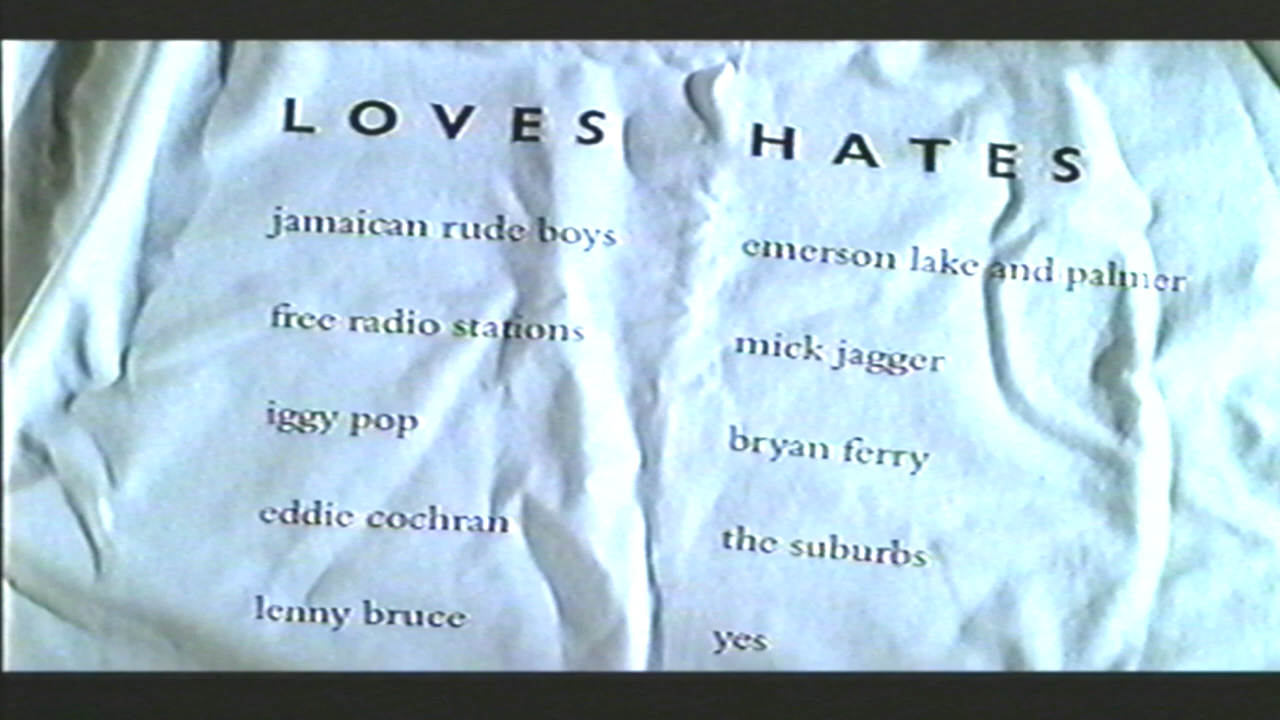 LOVES
jamaican rude boys
free radio stations
iggy pop
eddie cochran
lenny bruce
HATES
emerson lake and palmer
mick jagger
bryan ferry
the suburbs
yes